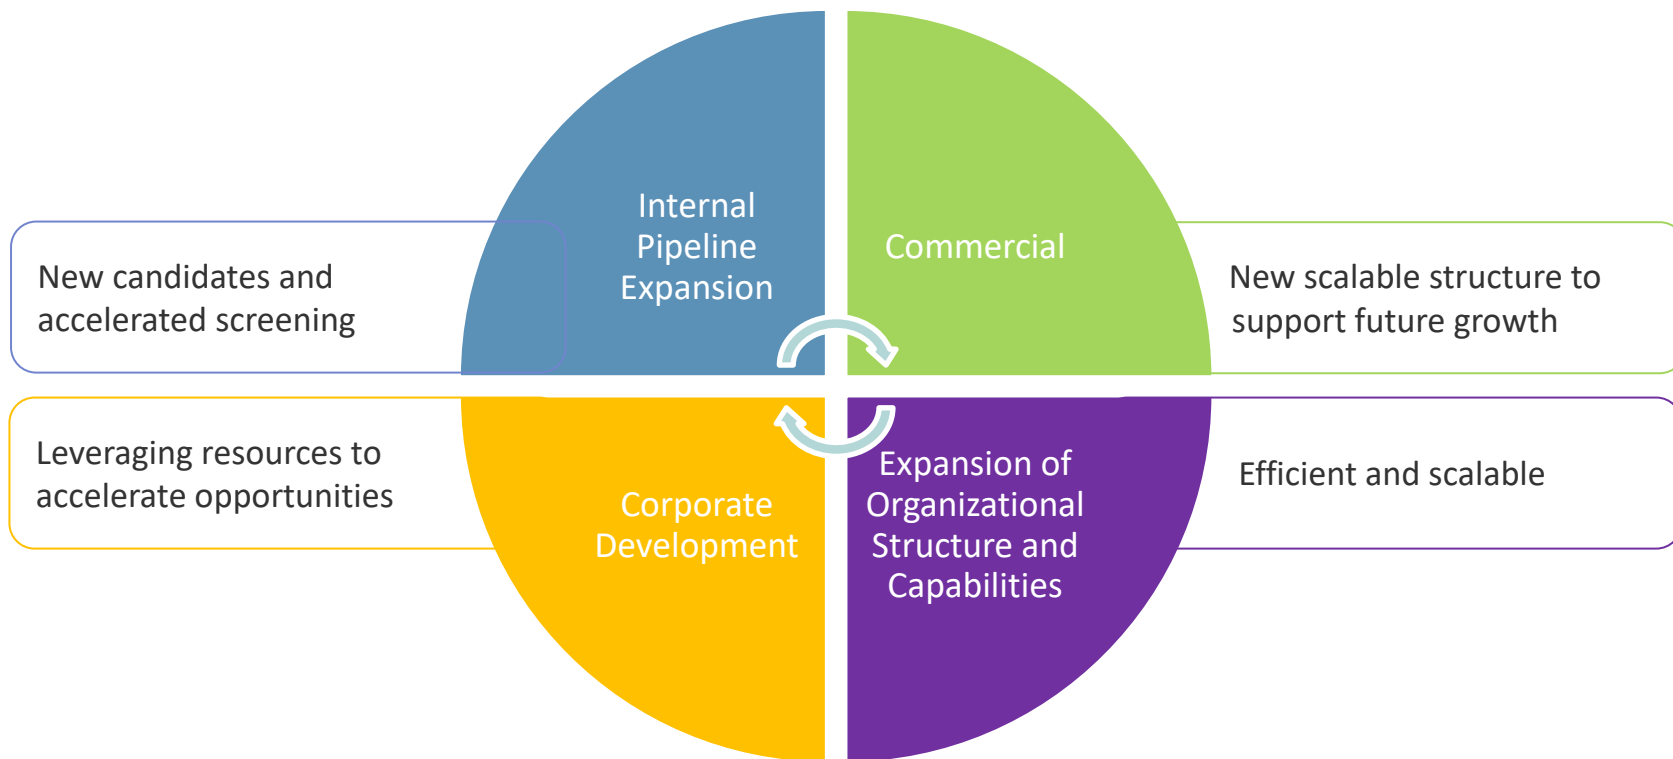 Internal
Pipeline
Expansion
Commercial
New candidates and
accelerated screening
New scalable structure to
support future growth
Leveraging resources to
accelerate opportunities
Corporate
Development
Expansion of
Organizational
Structure and
Capabilities
Efficient and scalable